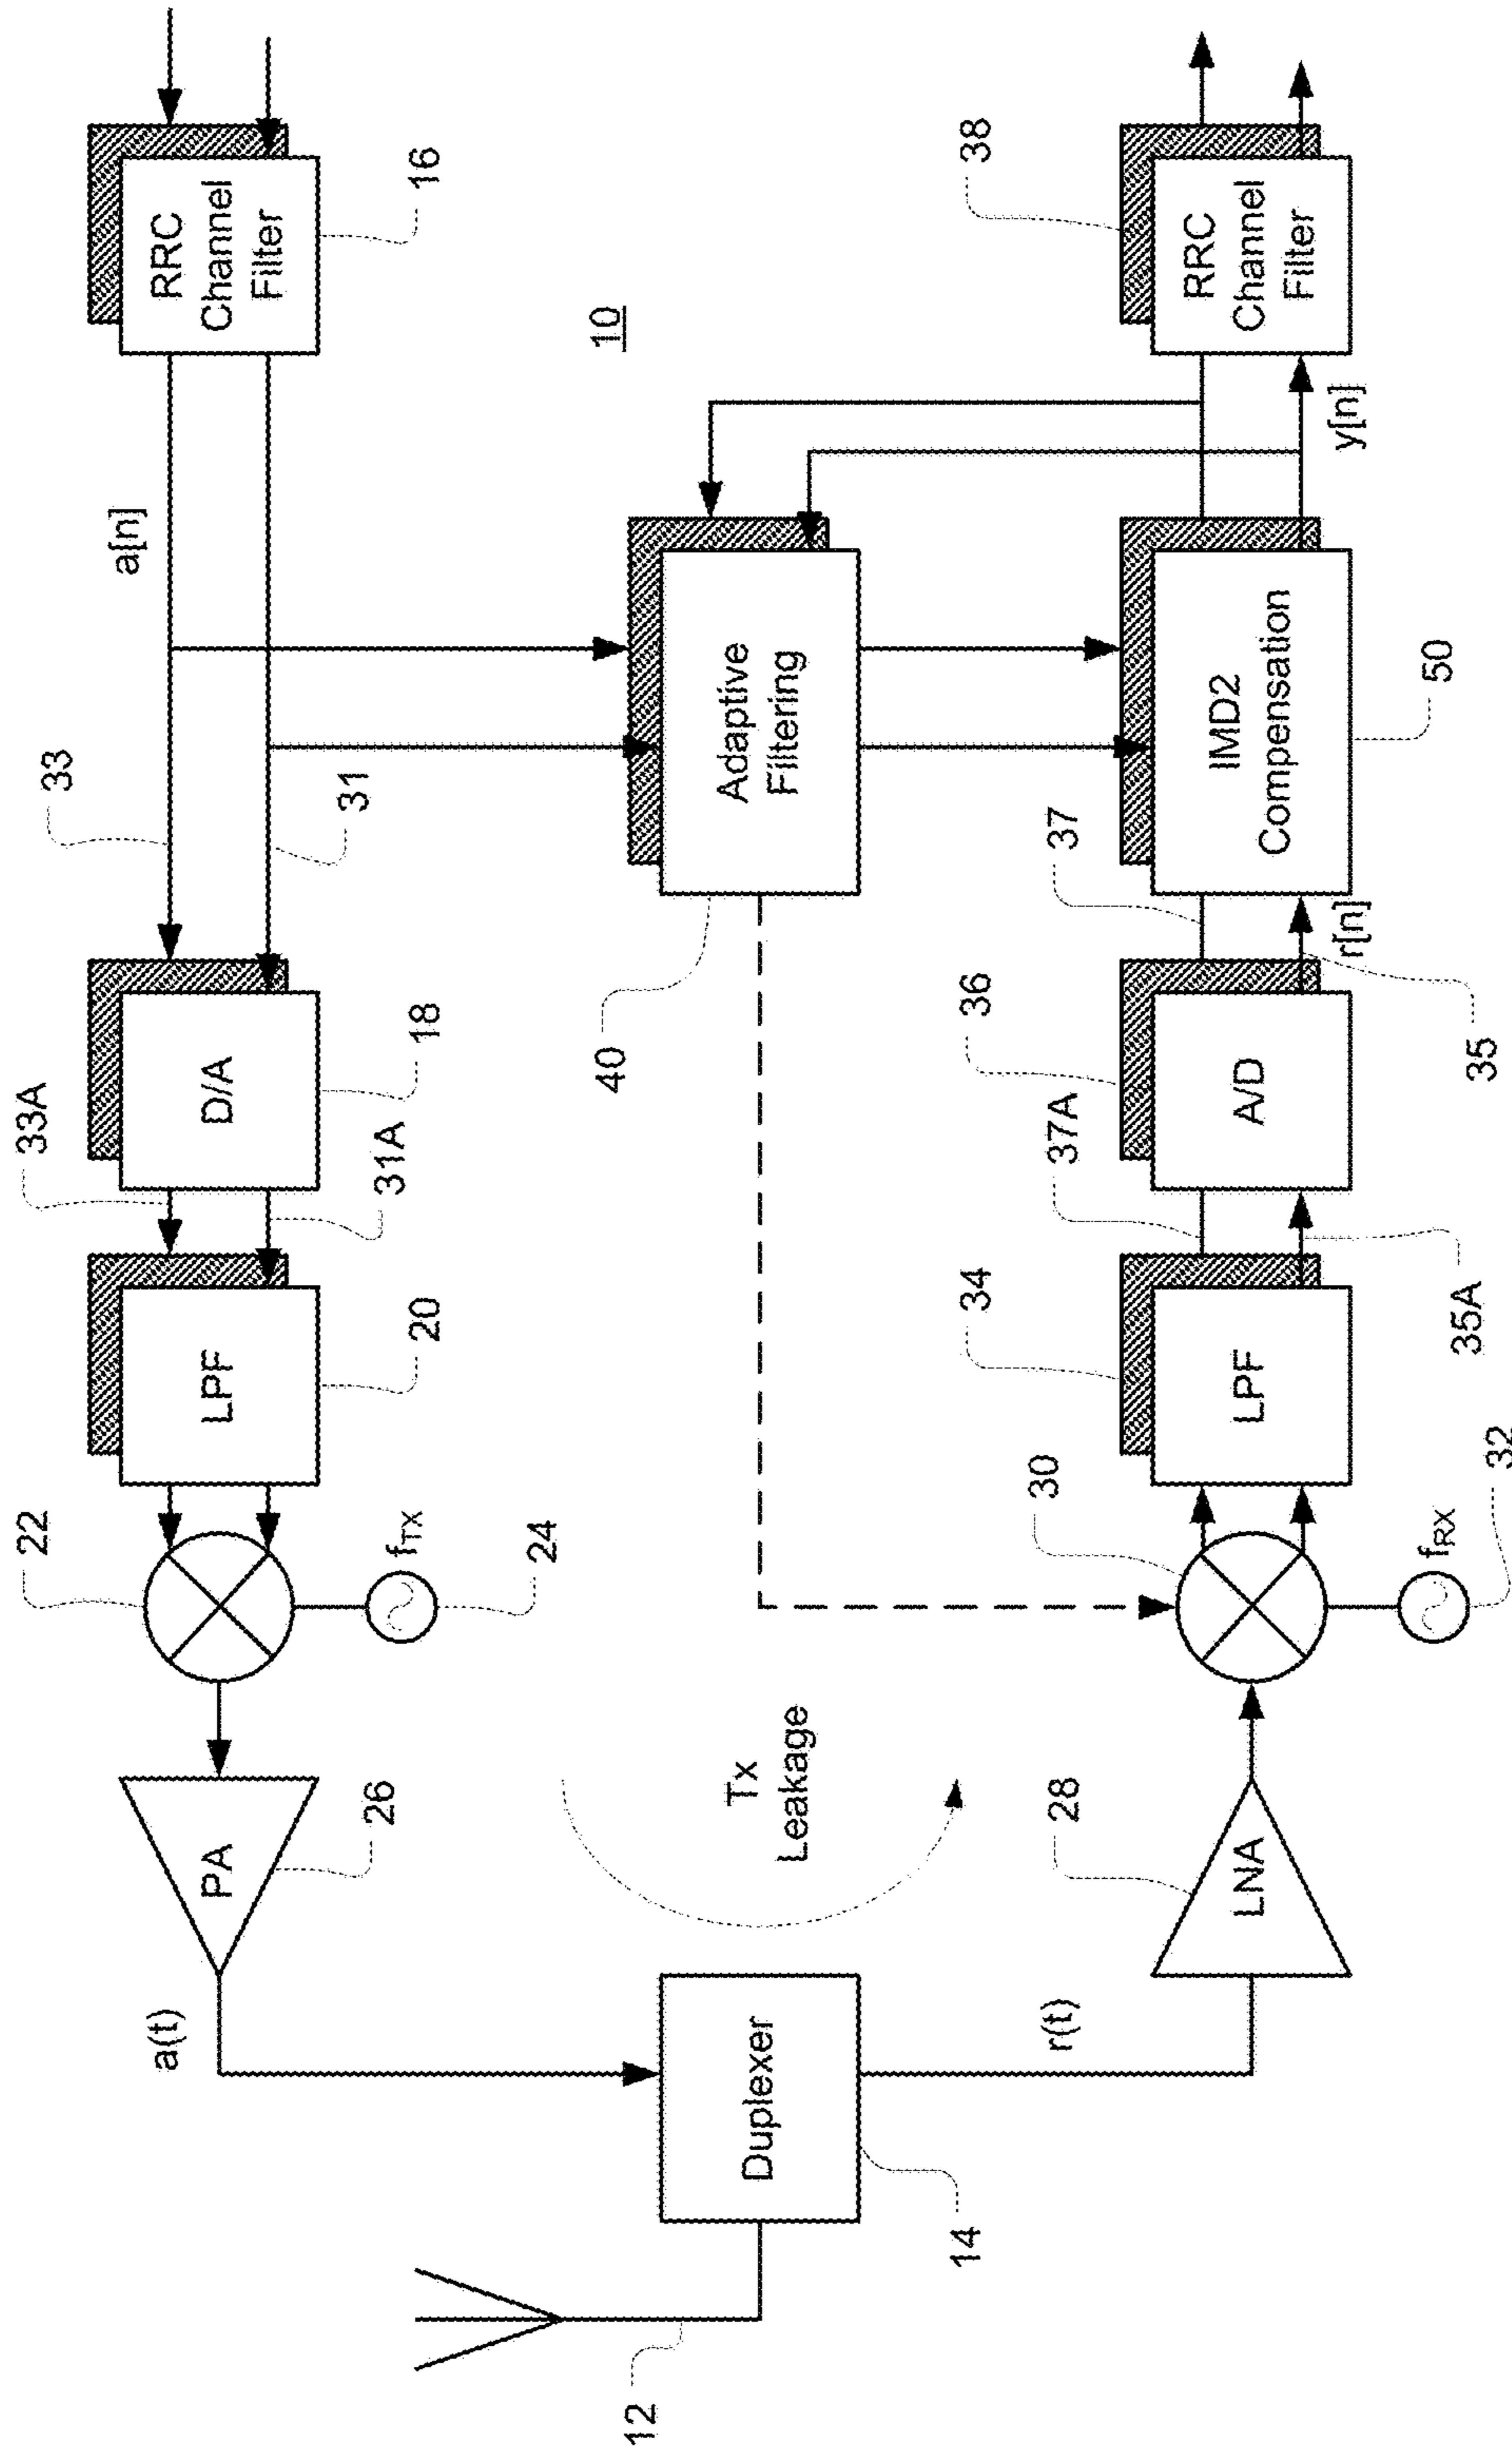 12
14
Duplexer
a(t)
PA
26
22
f_TX
24
LPF
20
33A
31A
D/A
18
33
31
a[n]
RRC
Channel
Filter
16
10
Tx
Leakage
40
Adaptive
Filtering
r(t)
LNA
28
30
f_RX
32
34
LPF
35A
37A
36
A/D
35
37
r[n]
IMD2
Compensation
50
y[n]
38
RRC
Channel
Filter